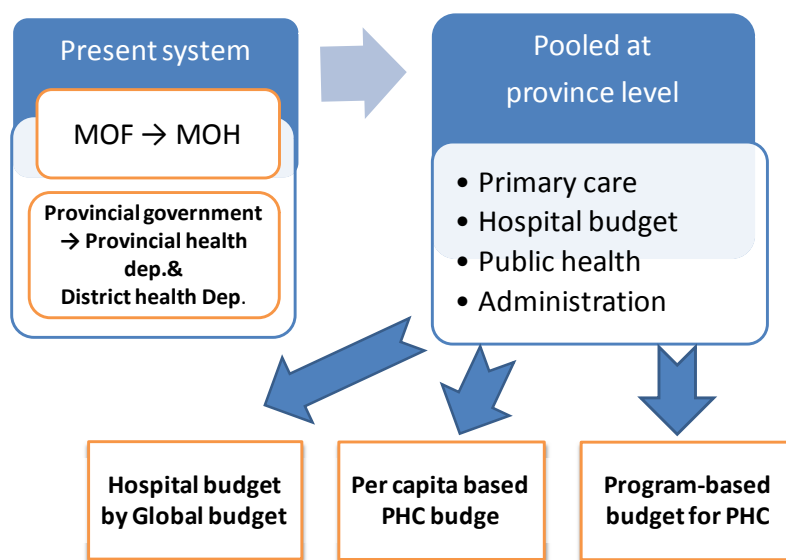 Present system
MOF → MOH
Provincial government
→ Provincial health
dep.&
District health Dep.
Pooled at
province level
• Primary care
• Hospital budget
• Public health
• Administration
Hospital budget
by Global budget
Per capita based
PHC budge
Program-based
budget for PHC